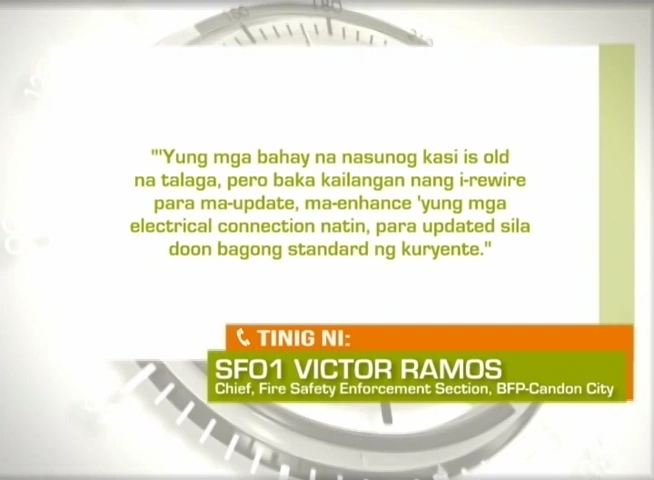 "'Yung mga bahay na nasunog kasi is old
na talaga, pero baka kailangan nang i-rewire
para ma-update, ma-enhance 'yung mga
electrical connection natin, para updated sila
doon bagong standard ng kuryente."
TINIG NI:
SFO1 VICTOR RAMOS
Chief, Fire Safety Enforcement Section, BFP-Candon City